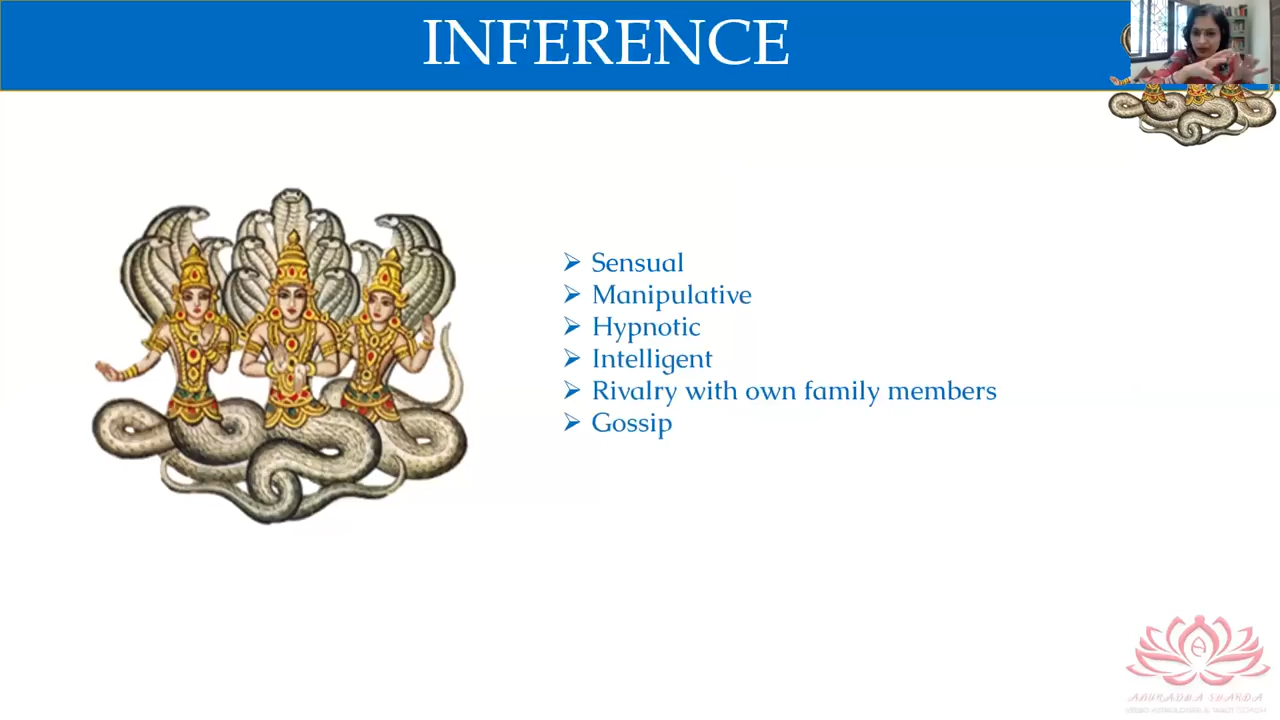 INFERENCE
➢ Sensual
➢ Manipulative
➢ Hypnotic
➢ Intelligent
➢ Rivalry with own family members
➢ Gossip
ANURADHA SHARDA